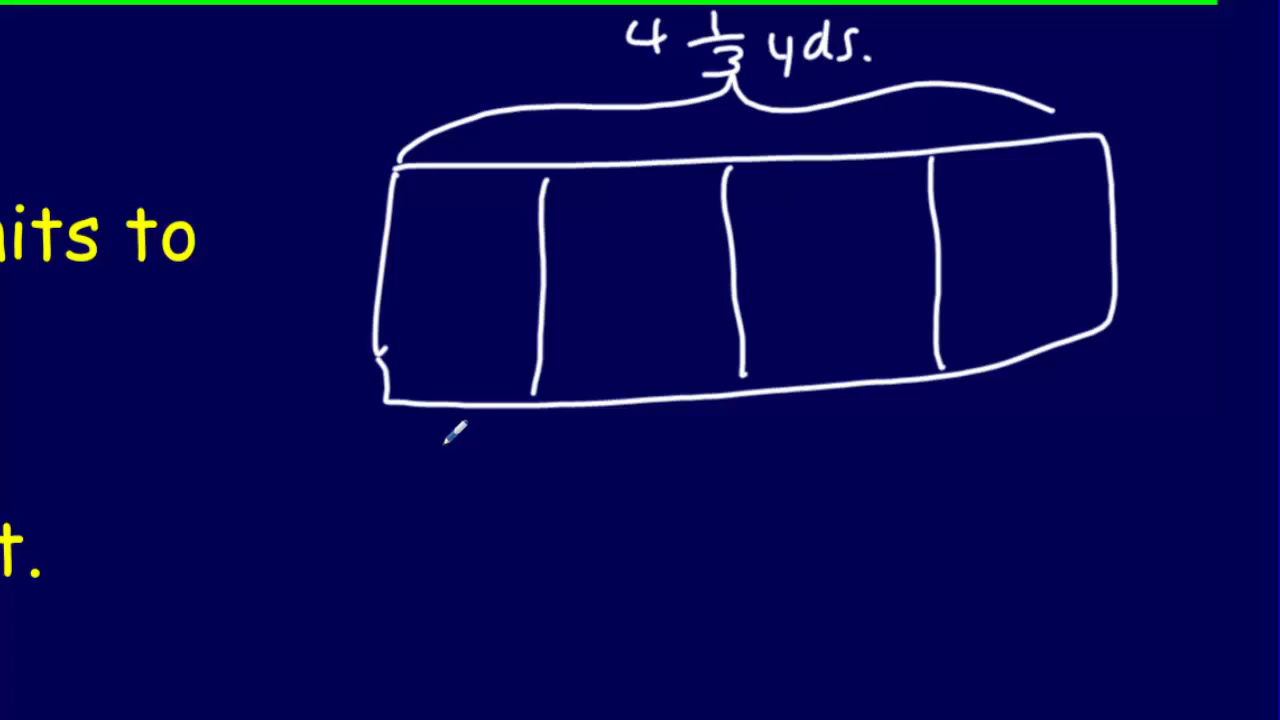 4 1/3 yds.
its to
t.